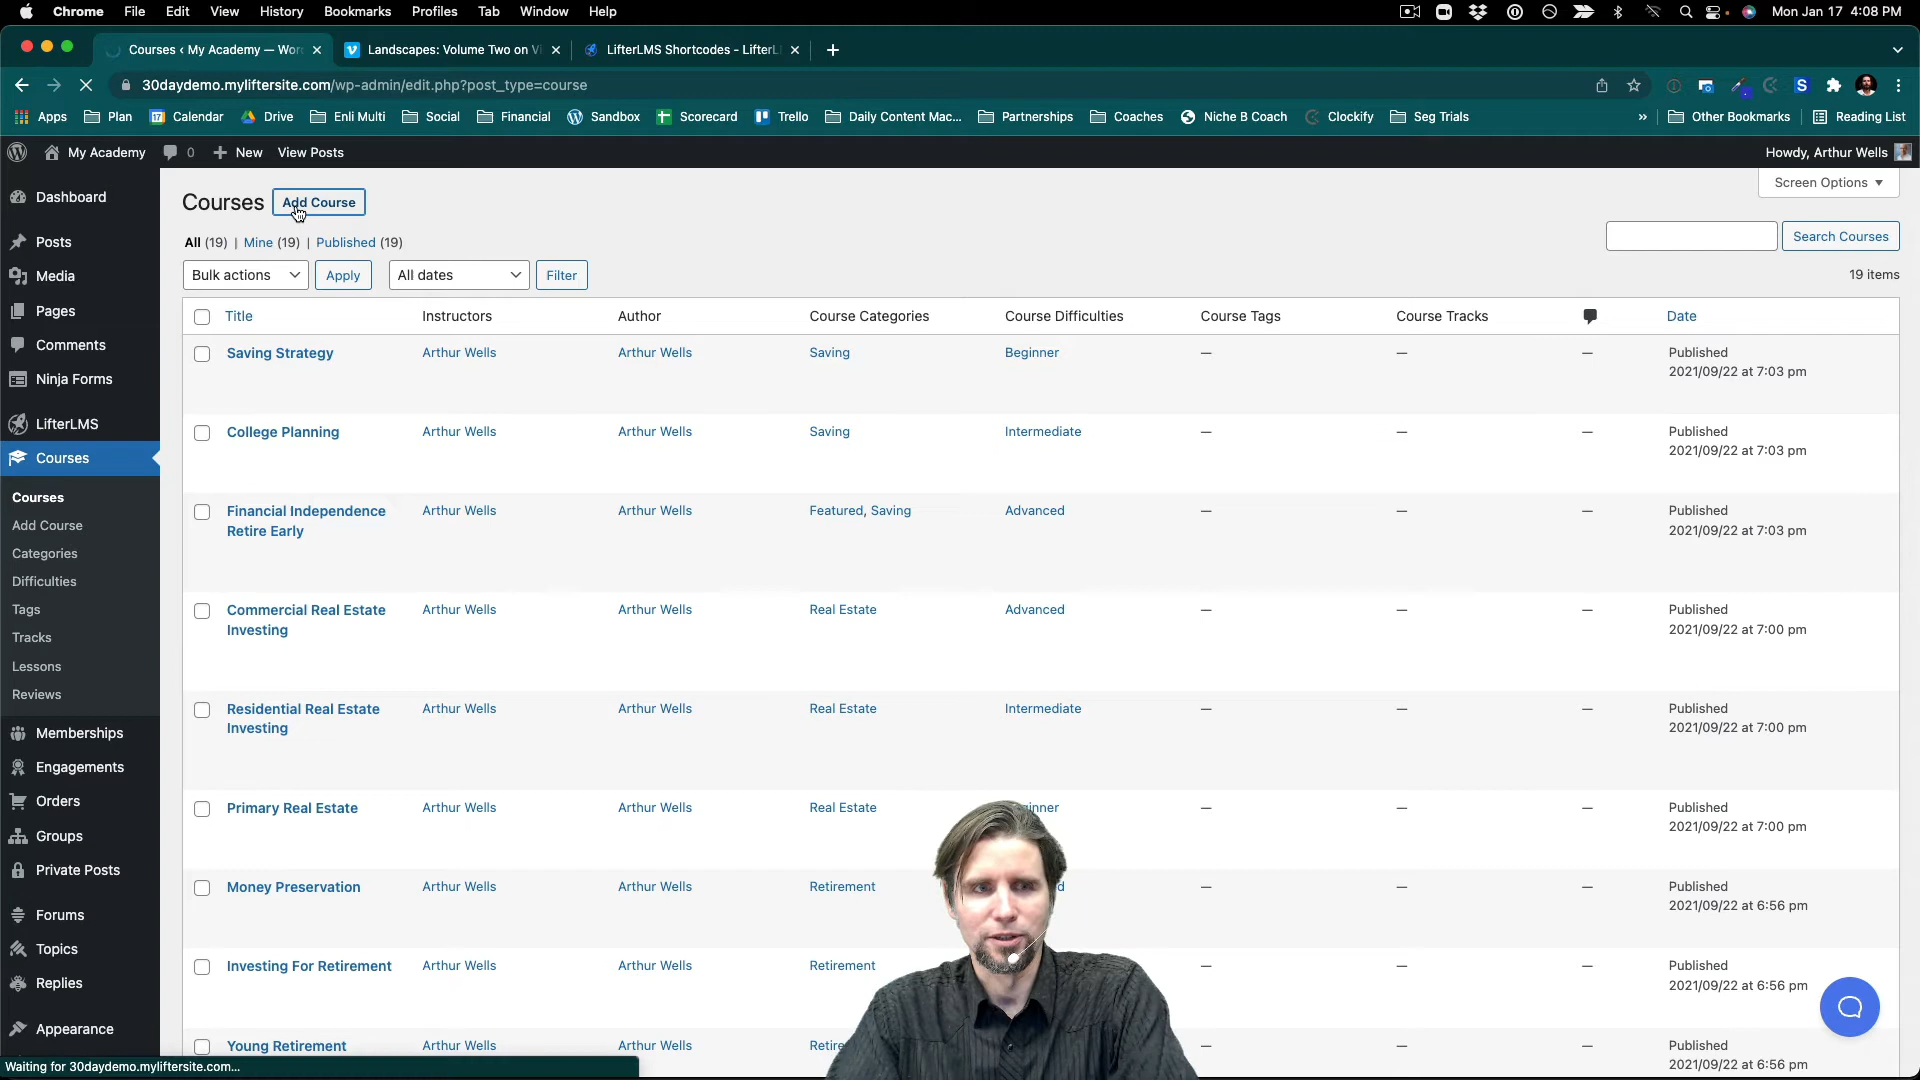 Chrome File Edit View History Bookmarks Profiles Tab Window Help Mon Jan 17 4:08 PM
Courses ‹ My Academy — Wor Landscapes: Volume Two on Vi LifterLMS Shortcodes - LifterL
30daydemo.myliftersite.com/wp-admin/edit.php?post_type=course
Apps Plan Calendar Drive Enli Multi Social Financial Sandbox Scorecard Trello Daily Content Mac... Partnerships Coaches Niche B Coach Clockify Seg Trials » Other Bookmarks Reading List
My Academy 0 + New View Posts Howdy, Arthur Wells
Dashboard
Posts
Media
Pages
Comments
Ninja Forms
LifterLMS
Courses
Courses
Add Course
Categories
Difficulties
Tags
Tracks
Lessons
Reviews
Memberships
Engagements
Orders
Groups
Private Posts
Forums
Topics
Replies
Appearance
Screen Options
Courses Add Course
All (19) | Mine (19) | Published (19)
Search Courses
Bulk actions Apply All dates Filter 19 items
Title Instructors Author Course Categories Course Difficulties Course Tags Course Tracks Date
Saving Strategy Arthur Wells Arthur Wells Saving Beginner — — — Published
2021/09/22 at 7:03 pm
College Planning Arthur Wells Arthur Wells Saving Intermediate — — — Published
2021/09/22 at 7:03 pm
Financial Independence Arthur Wells Arthur Wells Featured, Saving Advanced — — — Published
Retire Early 2021/09/22 at 7:03 pm
Commercial Real Estate Arthur Wells Arthur Wells Real Estate Advanced — — — Published
Investing 2021/09/22 at 7:00 pm
Residential Real Estate Arthur Wells Arthur Wells Real Estate Intermediate — — — Published
Investing 2021/09/22 at 7:00 pm
Primary Real Estate Arthur Wells Arthur Wells Real Estate — — — Published
2021/09/22 at 7:00 pm
Money Preservation Arthur Wells Arthur Wells Retirement — — — Published
2021/09/22 at 6:56 pm
Investing For Retirement Arthur Wells Arthur Wells Retirement — — — Published
2021/09/22 at 6:56 pm
Young Retirement Arthur Wells Arthur Wells — — — Published
2021/09/22 at 6:56 pm
Waiting for 30daydemo.myliftersite.com...